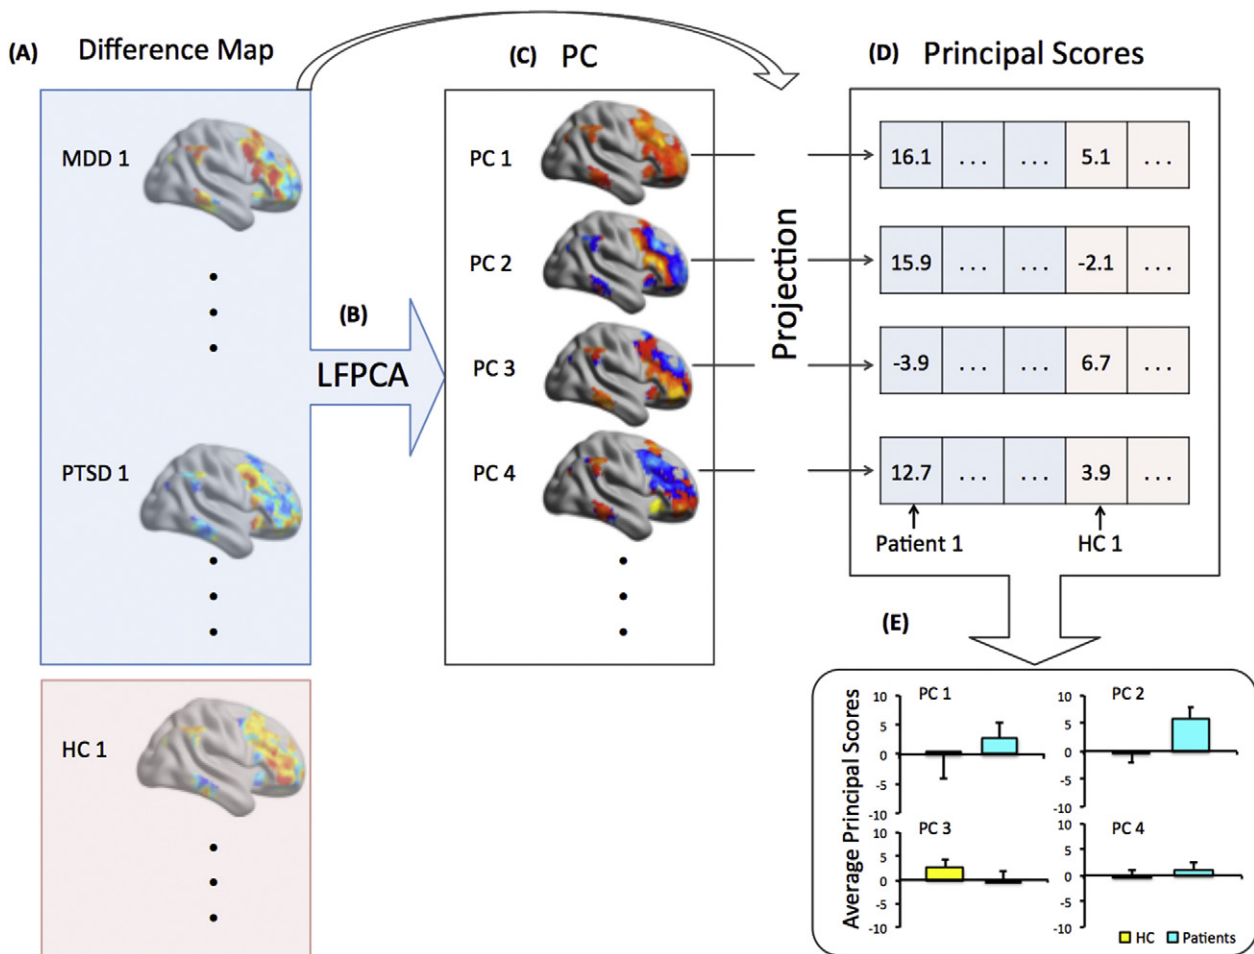 (A) Difference Map
MDD 1
PTSD 1
HC 1
(B)
LFPCA
(C) PC
PC 1
PC 2
PC 3
PC 4
Projection
(D) Principal Scores
16.1 ... ... 5.1 ...
15.9 ... ... -2.1 ...
-3.9 ... ... 6.7 ...
12.7 ... ... 3.9 ...
Patient 1 HC 1
(E)
Average Principal Scores
PC 1
10
5
0
-5
-10
PC 2
10
5
0
-5
-10
PC 3
10
5
0
-5
-10
PC 4
10
5
0
-5
-10
HC Patients